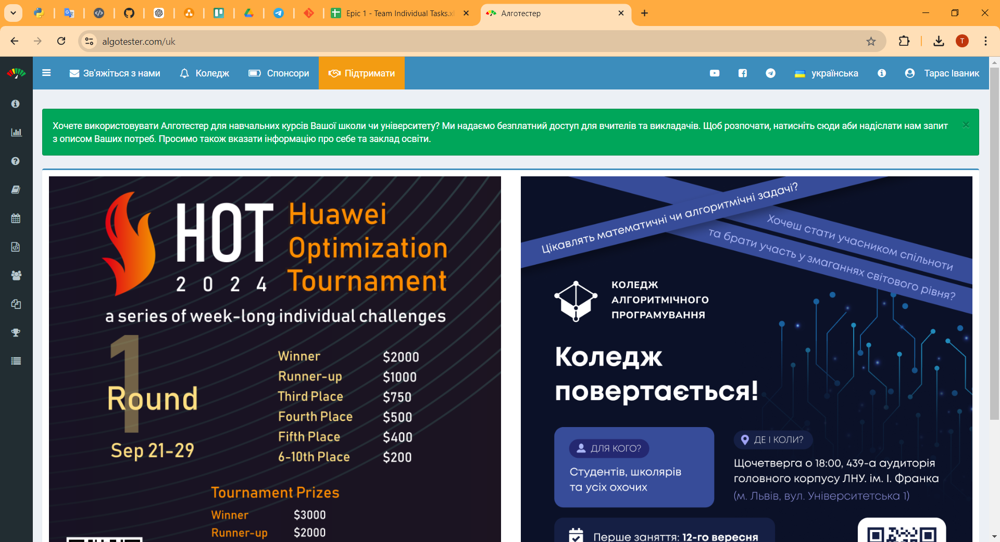 Epic 1 - Team Individual Tasks.xl
Алготестер
algotester.com/uk
T
Зв'яжіться з нами
Коледж
Спонсори
Підтримати
українська
Тарас Іваник
Хочете використовувати Алготестер для навчальних курсів Вашої школи чи університету? Ми надаємо безплатний доступ для вчителів та викладачів. Щоб розпочати, натисніть сюди аби надіслати нам запит
з описом Ваших потреб. Просимо також вказати інформацію про себе та заклад освіти.
HOT
2024
Huawei
Optimization
Tournament
a series of week-long individual challenges
1
Round
Sep 21-29
Winner $2000
Runner-up $1000
Third Place $750
Fourth Place $500
Fifth Place $400
6-10th Place $200
Tournament Prizes
Winner $3000
Runner-up $2000
Цікавлять математичні чи алгоритмічні задачі?
Хочеш стати учасником спільноти
та брати участь у змаганнях світового рівня?
КОЛЕДЖ
АЛГОРИТМІЧНОГО
ПРОГРАМУВАННЯ
Коледж
повертається!
ДЛЯ КОГО?
Студентів, школярів
та усіх охочих
ДЕ І КОЛИ?
Щочетверга о 18:00, 439-а аудиторія
головного корпусу ЛНУ. ім. І. Франка
(м. Львів, вул. Університетська 1)
Перше заняття: 12-го вересня